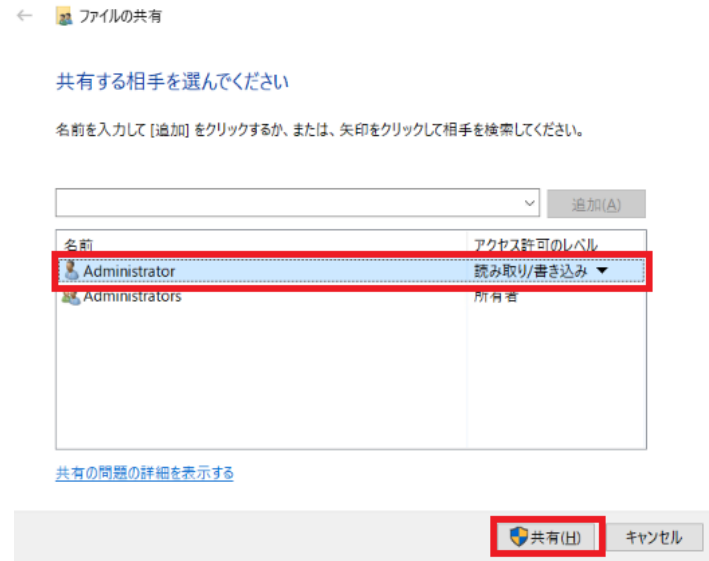 ← ファイルの共有
共有する相手を選んでください
名前を入力して [追加] をクリックするか、または、矢印をクリックして相手を検索してください。
追加(A)
名前 アクセス許可のレベル
Administrator 読み取り/書き込み ▼
Administrators 所有者
共有の問題の詳細を表示する
共有(H) キャンセル